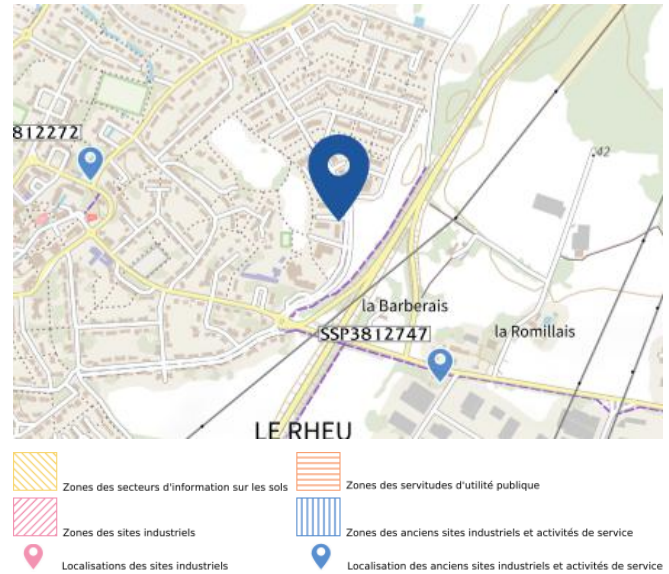 812272
42
la Barberais
SSP3812747
la Romillais
LE RHEU
Zones des secteurs d'information sur les sols
Zones des servitudes d'utilité publique
Zones des sites industriels
Zones des anciens sites industriels et activités de service
Localisations des sites industriels
Localisation des anciens sites industriels et activités de service